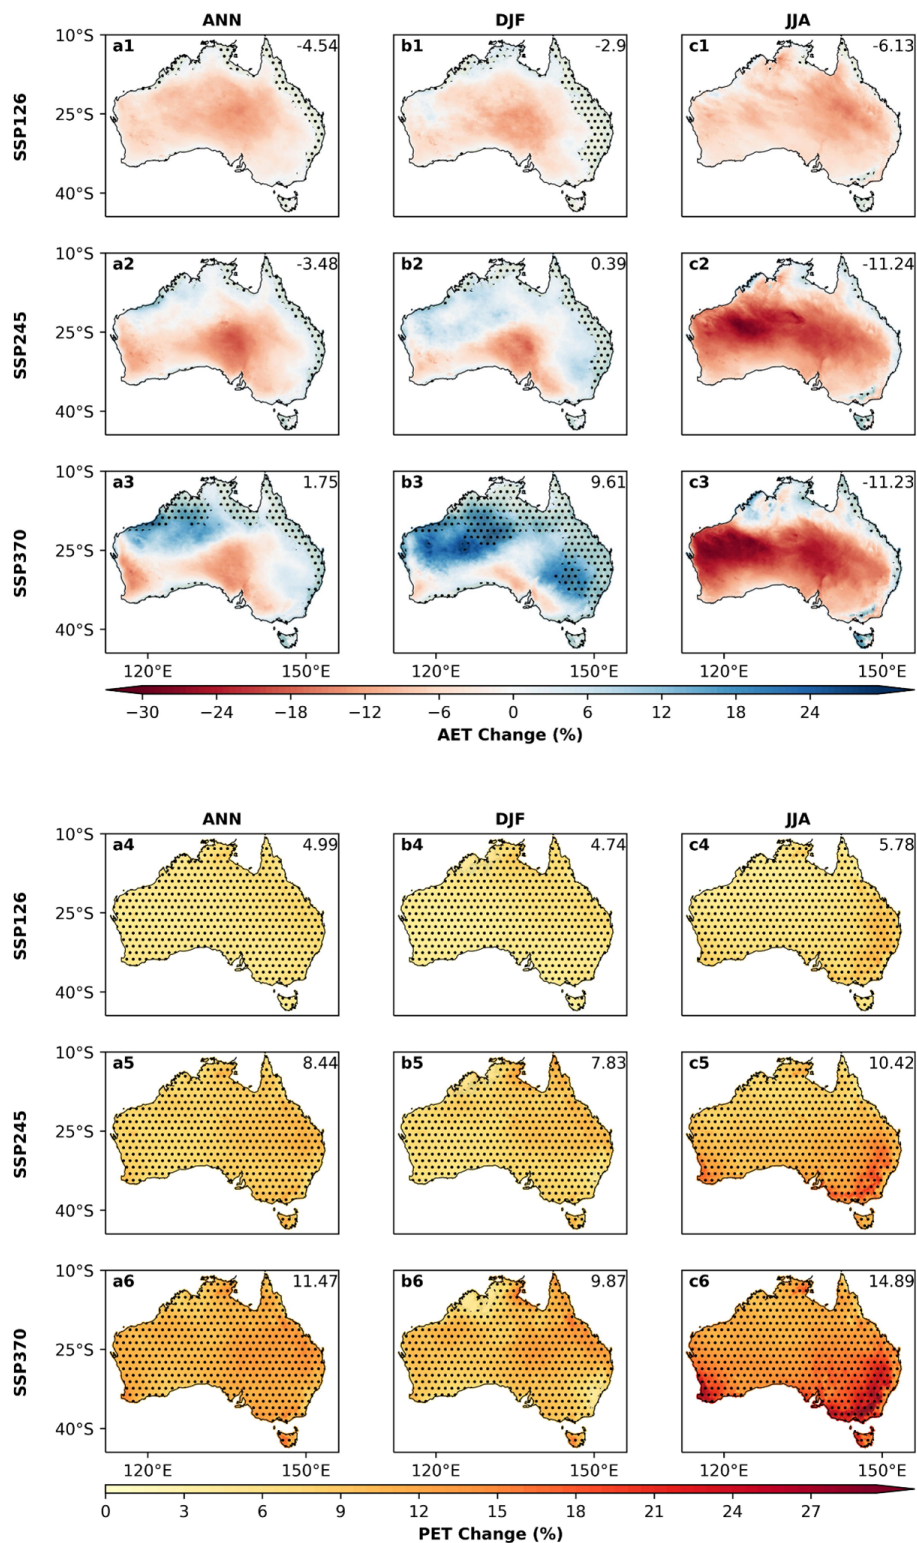 ANN DJF JJA
SSP126
10°S
25°S
40°S
a1 -4.54
b1 -2.9
c1 -6.13
SSP245
10°S
25°S
40°S
a2 -3.48
b2 0.39
c2 -11.24
SSP370
10°S
25°S
40°S
a3 1.75
b3 9.61
c3 -11.23
120°E 150°E 120°E 150°E 120°E 150°E
−30 −24 −18 −12 −6 0 6 12 18 24
AET Change (%)
ANN DJF JJA
SSP126
10°S
25°S
40°S
a4 4.99
b4 4.74
c4 5.78
SSP245
10°S
25°S
40°S
a5 8.44
b5 7.83
c5 10.42
SSP370
10°S
25°S
40°S
a6 11.47
b6 9.87
c6 14.89
120°E 150°E 120°E 150°E 120°E 150°E
0 3 6 9 12 15 18 21 24 27
PET Change (%)